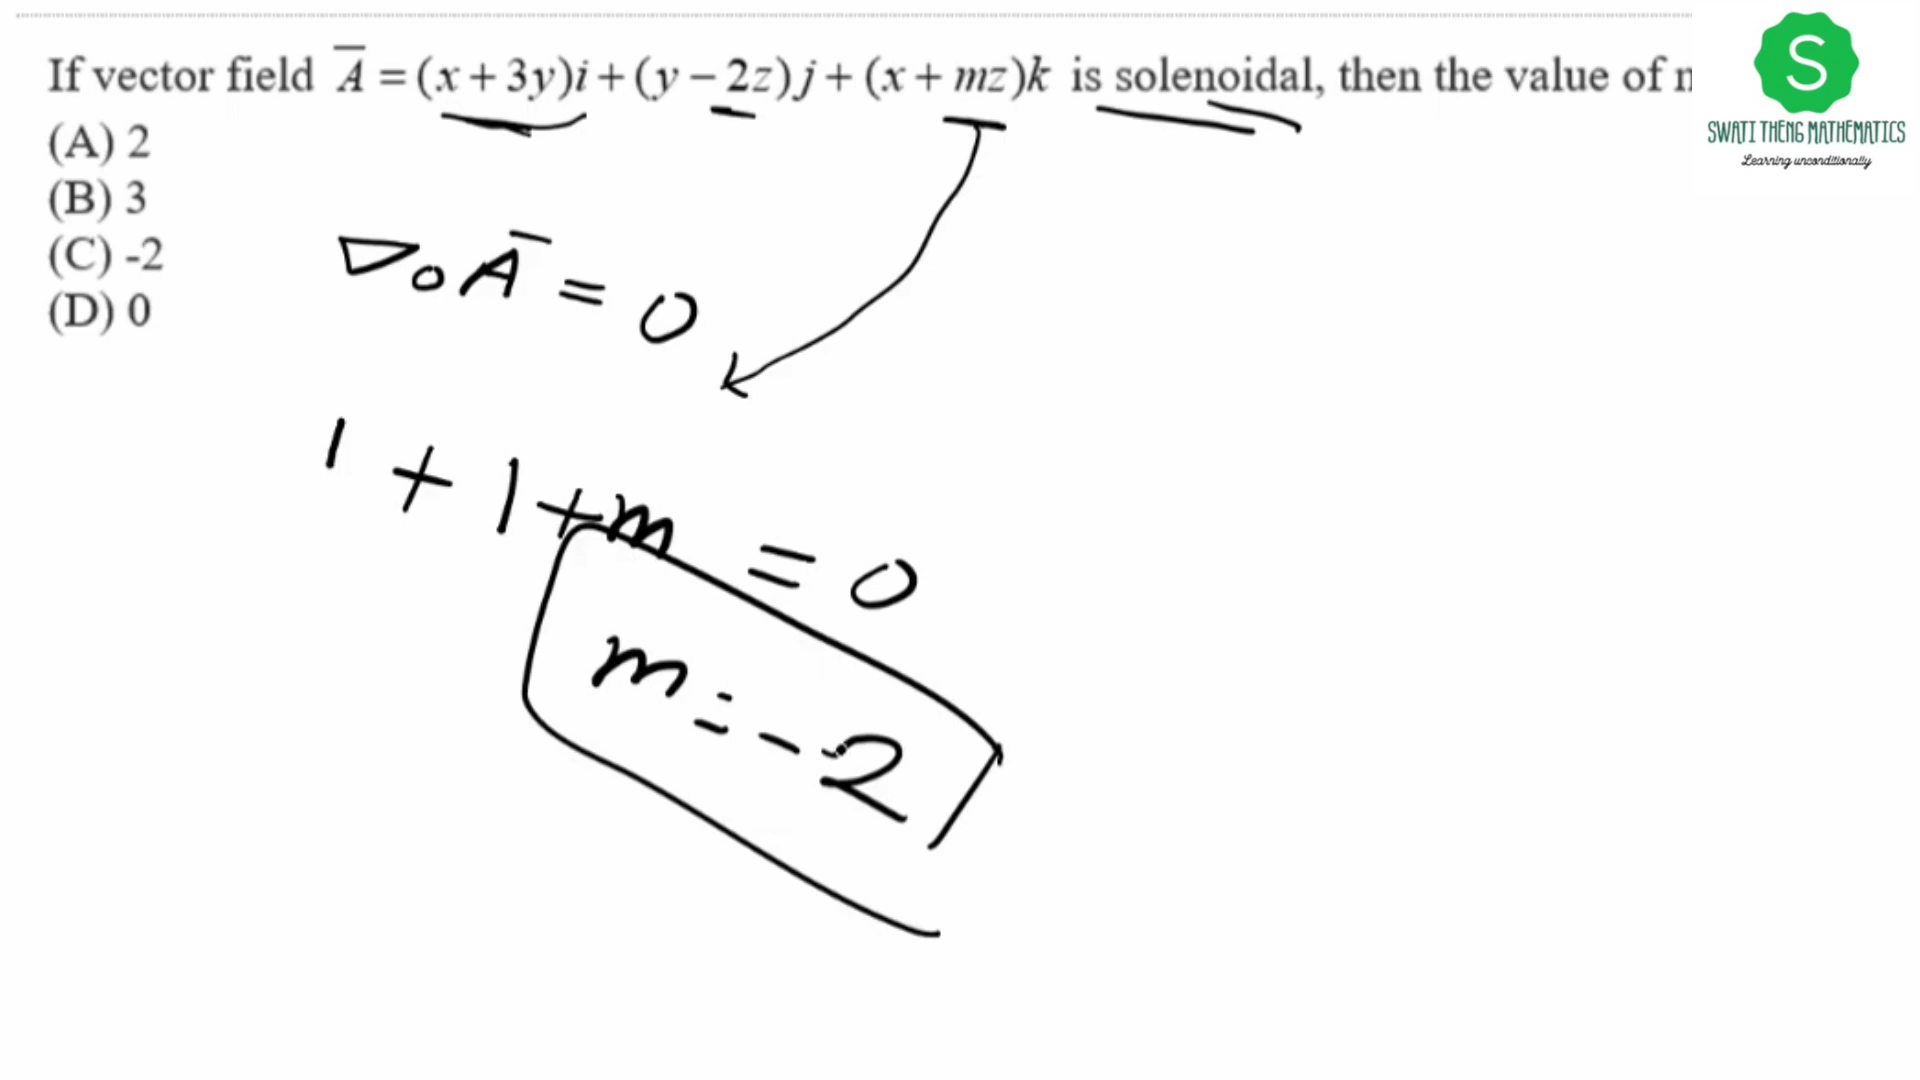 If vector field A̅ = (x + 3y)i + (y − 2z)j + (x + mz)k is solenoidal, then the value of
(A) 2
(B) 3
(C) -2
(D) 0
∇∘A̅ = 0
1 + 1 + m = 0
m = -2
S
SWATI THENG MATHEMATICS
Learning unconditionally